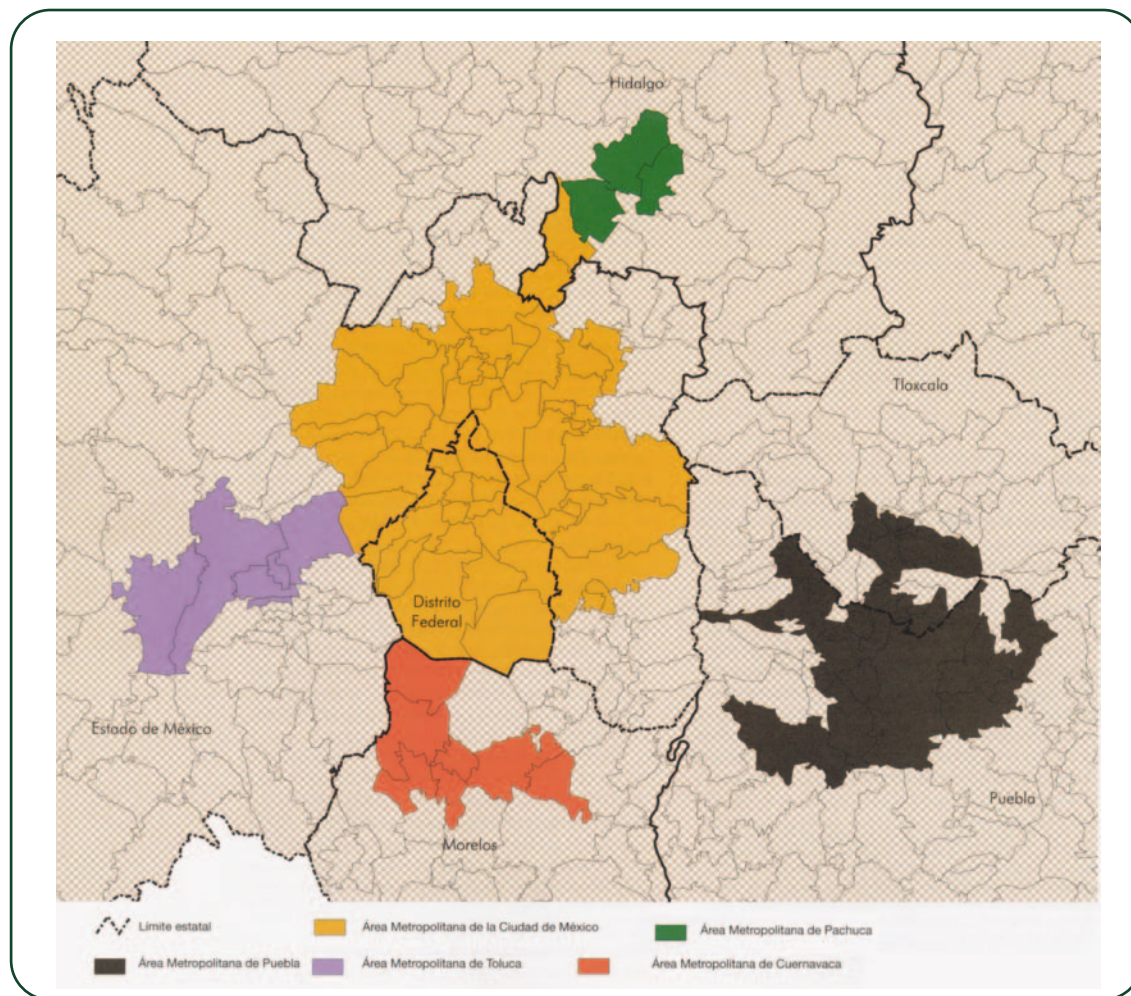 Hidalgo
Tlaxcala
Distrito
Federal
Estado de México
Puebla
Morelos
Límite estatal
Área Metropolitana de la Ciudad de México
Área Metropolitana de Pachuca
Área Metropolitana de Puebla
Área Metropolitana de Toluca
Área Metropolitana de Cuernavaca